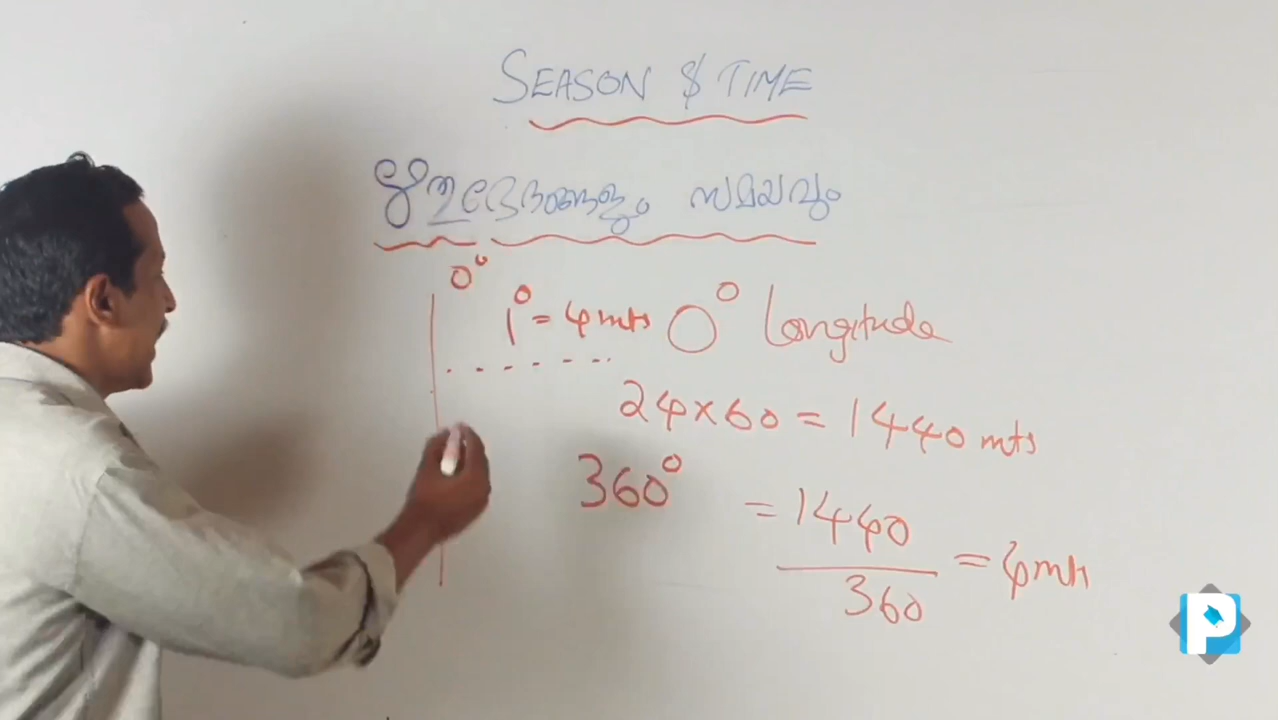 SEASON & TIME
ഋതുഭേദങ്ങളും സമയവും
0°
1° = 4 mts 0° Longitude
24×60 = 1440 mts
360° = 1440
360
= 4 mts
P